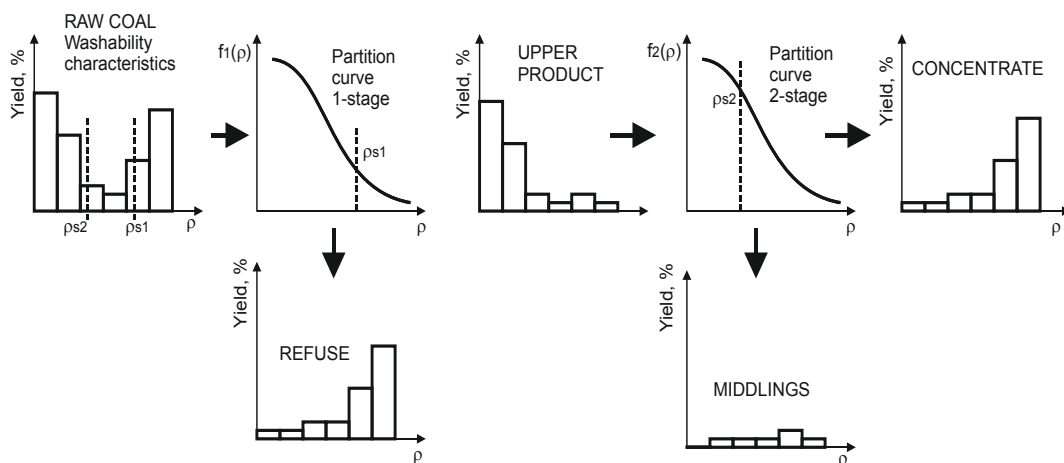 RAW COAL
Washability
characteristics
Yield, %
ρs2
ρs1
ρ
f1(ρ)
Partition
curve
1-stage
ρs1
ρ
UPPER
PRODUCT
Yield, %
ρ
f2(ρ)
Partition
curve
2-stage
ρs2
ρ
CONCENTRATE
Yield, %
ρ
REFUSE
Yield, %
ρ
MIDDLINGS
Yield, %
ρ